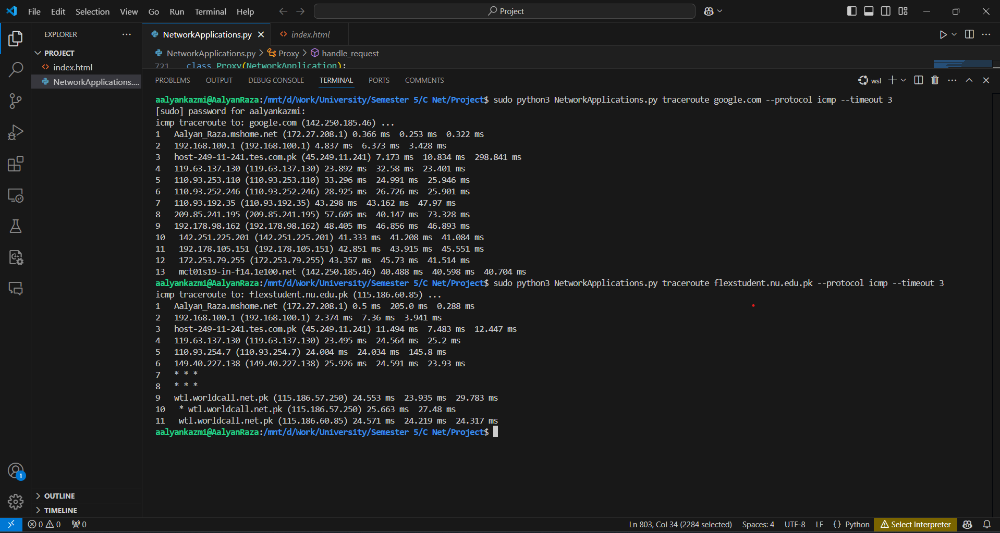 File Edit Selection View Go Run Terminal Help Project
EXPLORER
PROJECT
index.html
NetworkApplications....
OUTLINE
TIMELINE
NetworkApplications.py index.html
NetworkApplications.py > Proxy > handle_request
721 class Proxy(NetworkApplication):
PROBLEMS OUTPUT DEBUG CONSOLE TERMINAL PORTS COMMENTS wsl
aalyankazmi@AalyanRaza:/mnt/d/Work/University/Semester 5/C Net/Project$ sudo python3 NetworkApplications.py traceroute google.com --protocol icmp --timeout 3
[sudo] password for aalyankazmi:
icmp traceroute to: google.com (142.250.185.46) ...
1 Aalyan_Raza.mshome.net (172.27.208.1) 0.366 ms 0.253 ms 0.322 ms
2 192.168.100.1 (192.168.100.1) 4.837 ms 6.373 ms 3.428 ms
3 host-249-11-241.tes.com.pk (45.249.11.241) 7.173 ms 10.834 ms 298.841 ms
4 119.63.137.130 (119.63.137.130) 23.892 ms 32.58 ms 23.401 ms
5 110.93.253.110 (110.93.253.110) 33.296 ms 24.991 ms 25.946 ms
6 110.93.252.246 (110.93.252.246) 28.925 ms 26.726 ms 25.901 ms
7 110.93.192.35 (110.93.192.35) 43.298 ms 43.162 ms 47.97 ms
8 209.85.241.195 (209.85.241.195) 57.605 ms 40.147 ms 73.328 ms
9 192.178.98.162 (192.178.98.162) 48.405 ms 46.856 ms 46.893 ms
10 142.251.225.201 (142.251.225.201) 41.333 ms 41.208 ms 41.084 ms
11 192.178.105.151 (192.178.105.151) 42.851 ms 43.915 ms 45.551 ms
12 172.253.79.255 (172.253.79.255) 43.357 ms 45.73 ms 41.514 ms
13 mct01s19-in-f14.1e100.net (142.250.185.46) 40.488 ms 40.598 ms 40.704 ms
aalyankazmi@AalyanRaza:/mnt/d/Work/University/Semester 5/C Net/Project$ sudo python3 NetworkApplications.py traceroute flexstudent.nu.edu.pk --protocol icmp --timeout 3
icmp traceroute to: flexstudent.nu.edu.pk (115.186.60.85) ...
1 Aalyan_Raza.mshome.net (172.27.208.1) 0.5 ms 205.0 ms 0.288 ms
2 192.168.100.1 (192.168.100.1) 2.374 ms 7.36 ms 3.941 ms
3 host-249-11-241.tes.com.pk (45.249.11.241) 11.494 ms 7.483 ms 12.447 ms
4 119.63.137.130 (119.63.137.130) 23.495 ms 24.564 ms 25.2 ms
5 110.93.254.7 (110.93.254.7) 24.004 ms 24.034 ms 145.8 ms
6 149.40.227.138 (149.40.227.138) 25.926 ms 24.591 ms 23.93 ms
7 * * *
8 * * *
9 wtl.worldcall.net.pk (115.186.57.250) 24.553 ms 23.935 ms 29.783 ms
10 * wtl.worldcall.net.pk (115.186.57.250) 25.663 ms 27.48 ms
11 wtl.worldcall.net.pk (115.186.60.85) 24.571 ms 24.219 ms 24.317 ms
aalyankazmi@AalyanRaza:/mnt/d/Work/University/Semester 5/C Net/Project$
1
0 0 0 Ln 803, Col 34 (2284 selected) Spaces: 4 UTF-8 LF {} Python Select Interpreter